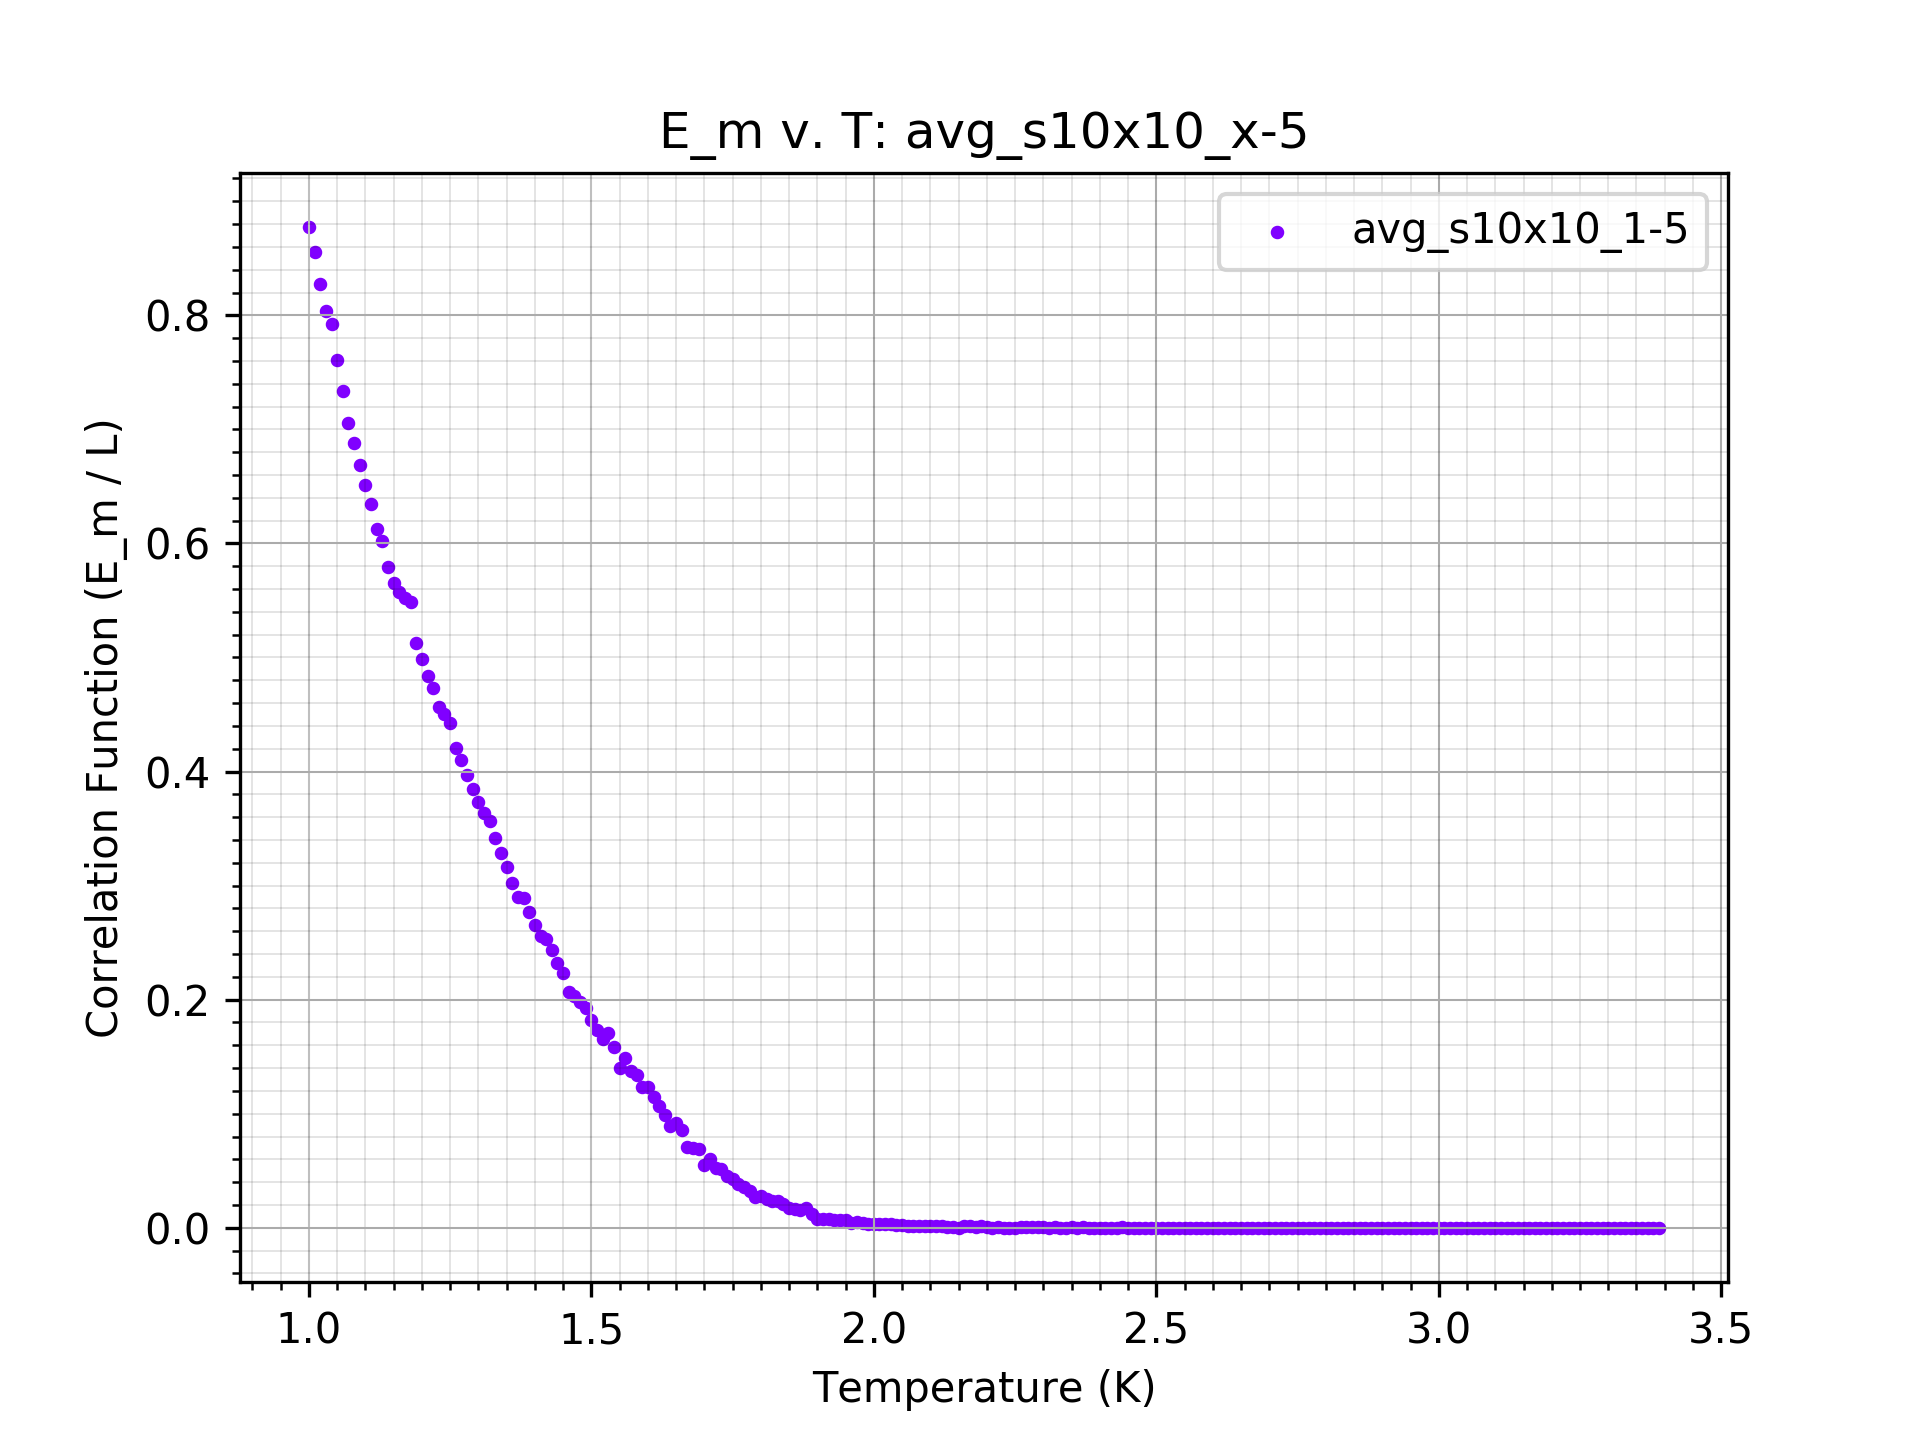 E_m v. T: avg_s10x10_x-5
avg_s10x10_1-5
Correlation Function (E_m / L)
0.8
0.6
0.4
0.2
0.0
1.0 1.5 2.0 2.5 3.0 3.5
Temperature (K)